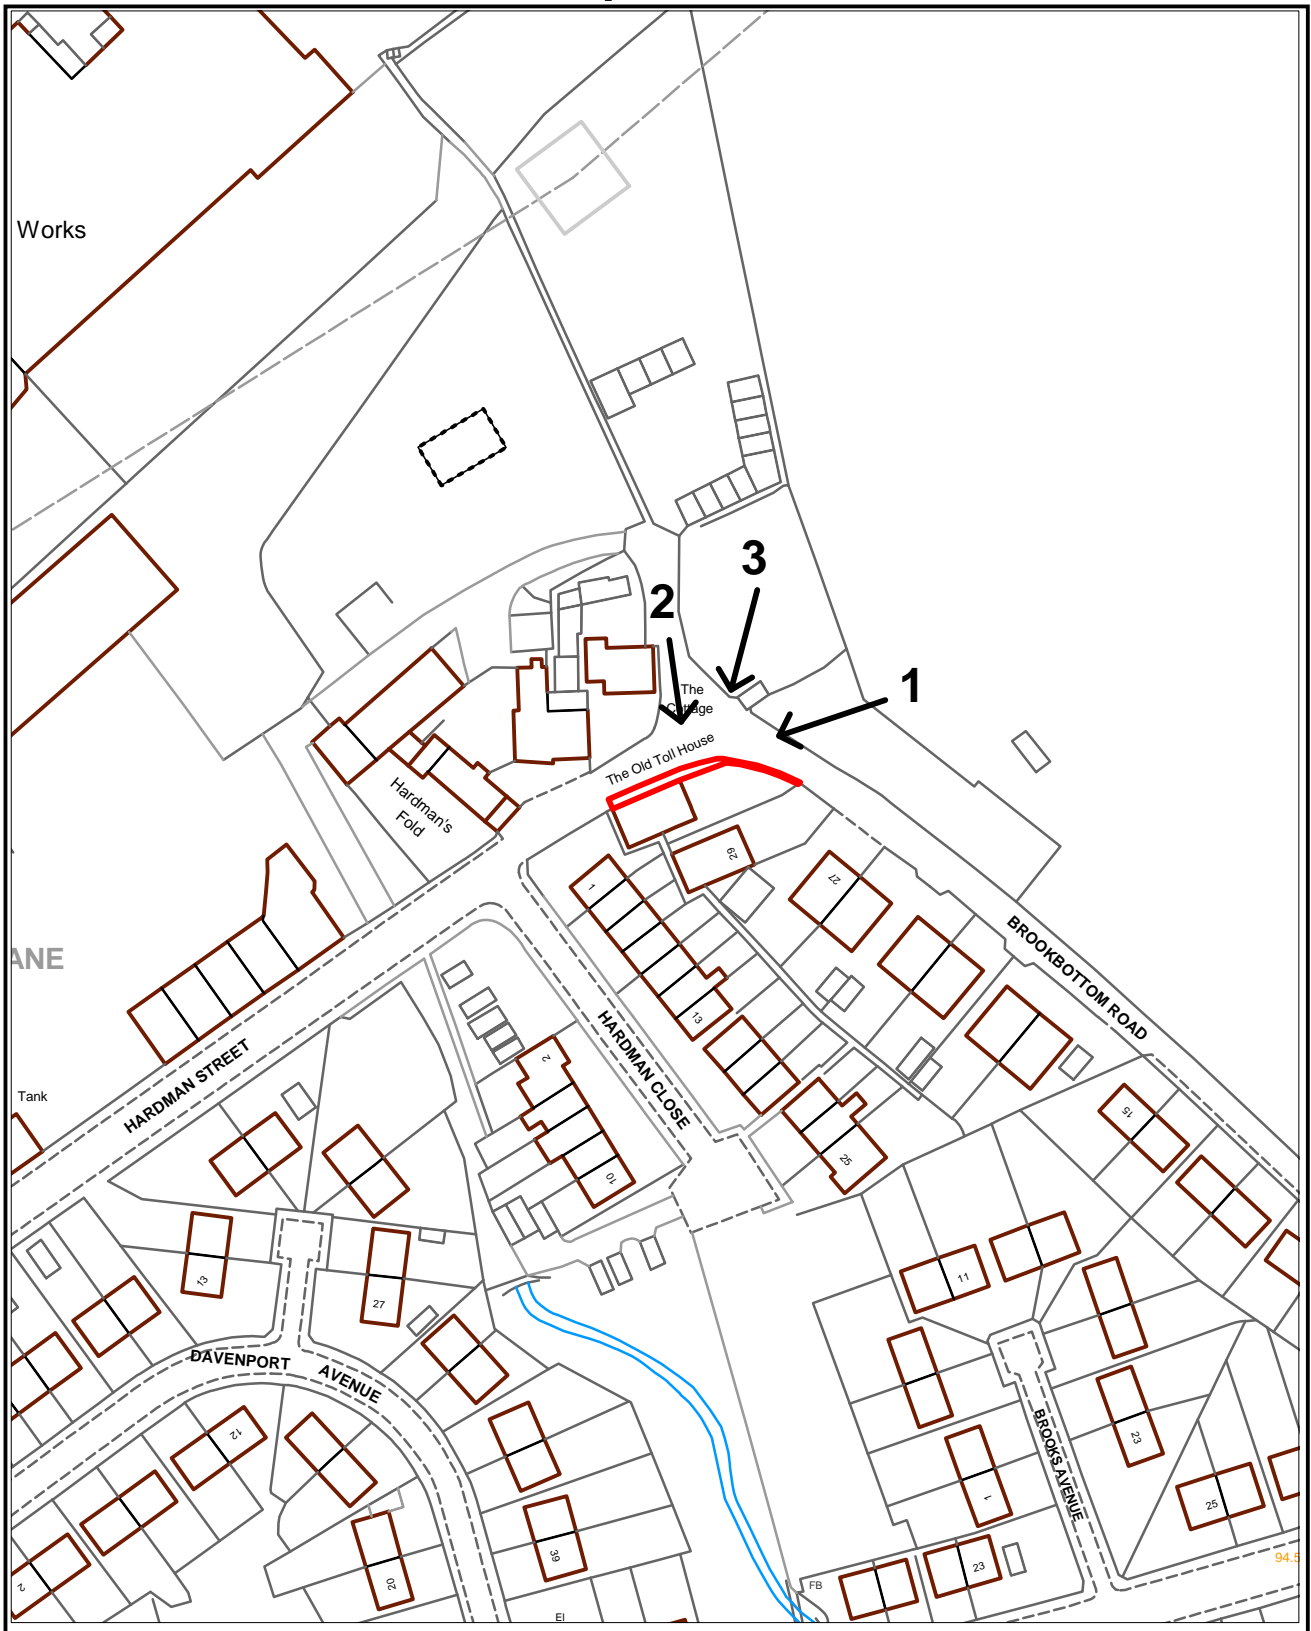 Works
3
2
1
The
Cottage
The Old Toll House
Hardman's
Fold
29
27
1
ANE
BROOKBOTTOM ROAD
13
HARDMAN STREET
HARDMAN CLOSE
2
Tank
15
25
10
13
27
11
DAVENPORT AVENUE
12
BROOKS AVENUE
23
1
25
39
20
2
23
94.5
FB
El